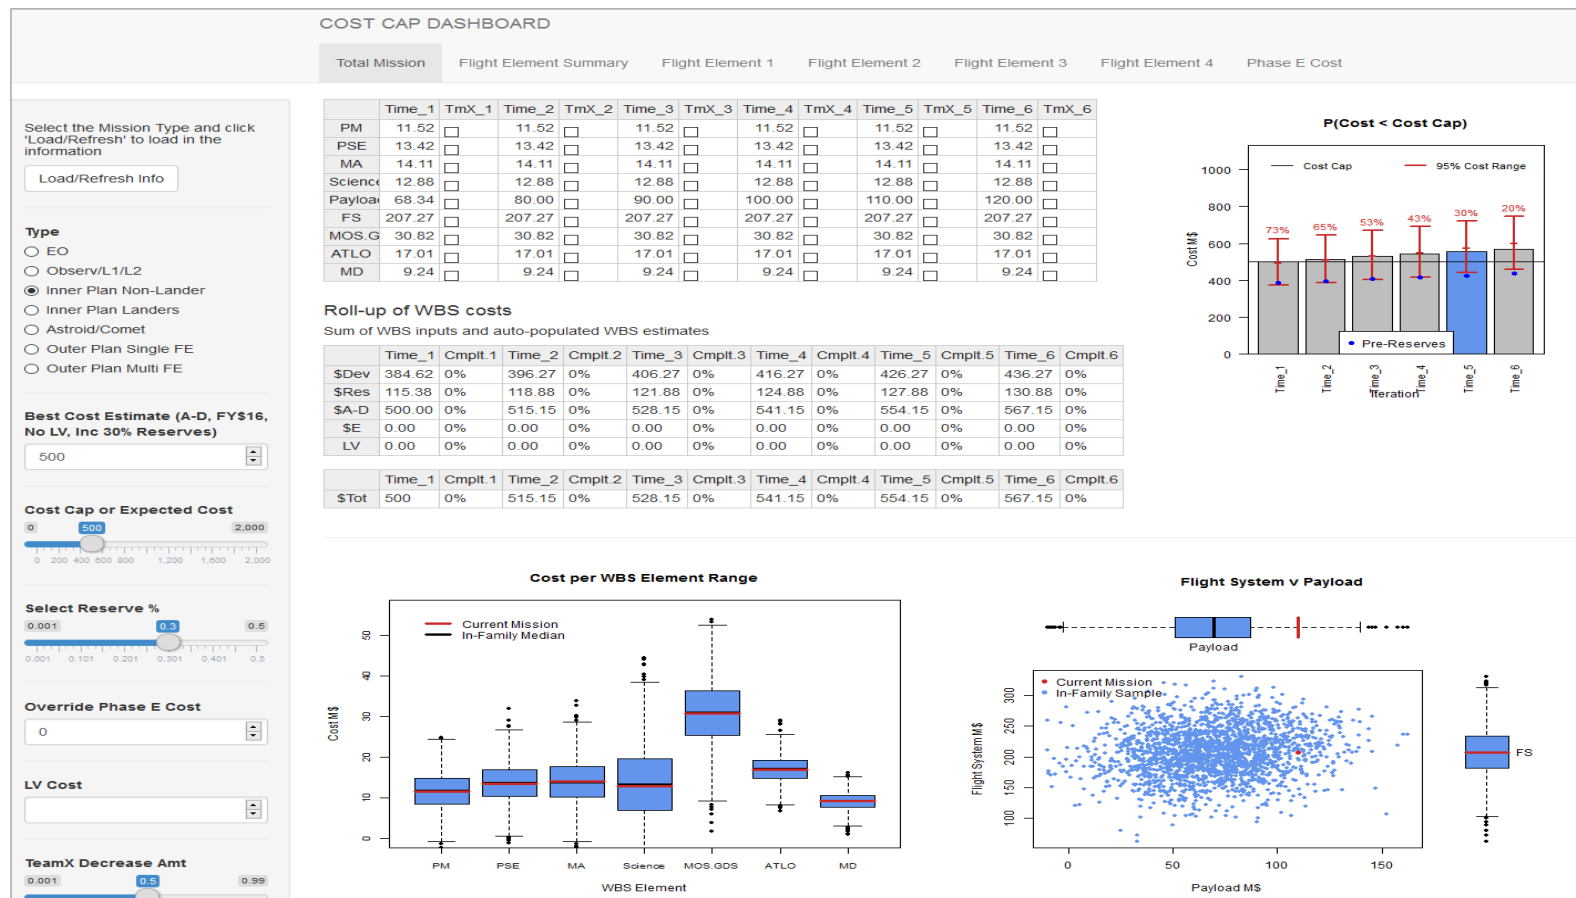 COST CAP DASHBOARD
Total Mission Flight Element Summary Flight Element 1 Flight Element 2 Flight Element 3 Flight Element 4 Phase E Cost
Select the Mission Type and click
'Load/Refresh' to load in the
information
Load/Refresh Info
Type
EO
Observ/L1/L2
Inner Plan Non-Lander
Inner Plan Landers
Astroid/Comet
Outer Plan Single FE
Outer Plan Multi FE
Best Cost Estimate (A-D, FY$16,
No LV, Inc 30% Reserves)
500
Cost Cap or Expected Cost
0 500 2,000
0 200 400 600 800 1,200 1,600 2,000
Select Reserve %
0.001 0.3 0.5
0.001 0.101 0.201 0.301 0.401 0.5
Override Phase E Cost
0
LV Cost
TeamX Decrease Amt
0.001 0.5 0.99
Time_1 TmX_1 Time_2 TmX_2 Time_3 TmX_3 Time_4 TmX_4 Time_5 TmX_5 Time_6 TmX_6
PM 11.52 11.52 11.52 11.52 11.52 11.52
PSE 13.42 13.42 13.42 13.42 13.42 13.42
MA 14.11 14.11 14.11 14.11 14.11 14.11
Science 12.88 12.88 12.88 12.88 12.88 12.88
Payloa 68.34 80.00 90.00 100.00 110.00 120.00
FS 207.27 207.27 207.27 207.27 207.27 207.27
MOS.G 30.82 30.82 30.82 30.82 30.82 30.82
ATLO 17.01 17.01 17.01 17.01 17.01 17.01
MD 9.24 9.24 9.24 9.24 9.24 9.24
Roll-up of WBS costs
Sum of WBS inputs and auto-populated WBS estimates
Time_1 Cmplt.1 Time_2 Cmplt.2 Time_3 Cmplt.3 Time_4 Cmplt.4 Time_5 Cmplt.5 Time_6 Cmplt.6
$Dev 384.62 0% 396.27 0% 406.27 0% 416.27 0% 426.27 0% 436.27 0%
$Res 115.38 0% 118.88 0% 121.88 0% 124.88 0% 127.88 0% 130.88 0%
$A-D 500.00 0% 515.15 0% 528.15 0% 541.15 0% 554.15 0% 567.15 0%
$E 0.00 0% 0.00 0% 0.00 0% 0.00 0% 0.00 0% 0.00 0%
LV 0.00 0% 0.00 0% 0.00 0% 0.00 0% 0.00 0% 0.00 0%
Time_1 Cmplt.1 Time_2 Cmplt.2 Time_3 Cmplt.3 Time_4 Cmplt.4 Time_5 Cmplt.5 Time_6 Cmplt.6
$Tot 500 0% 515.15 0% 528.15 0% 541.15 0% 554.15 0% 567.15 0%
P(Cost < Cost Cap)
Cost Cap 95% Cost Range
73% 65% 53% 43% 30% 20%
Cost M$
1000
800
600
400
200
0
Pre-Reserves
Time_1 Time_2 Time_3 Time_4 Time_5 Time_6
Iteration
Cost per WBS Element Range
Current Mission
In-Family Median
Cost M$
50
40
30
20
10
0
PM PSE MA Science MOS.GDS ATLO MD
WBS Element
Flight System v Payload
Payload
Current Mission
In-Family Sample
Flight System M$
300
250
200
150
100
FS
0 50 100 150
Payload M$